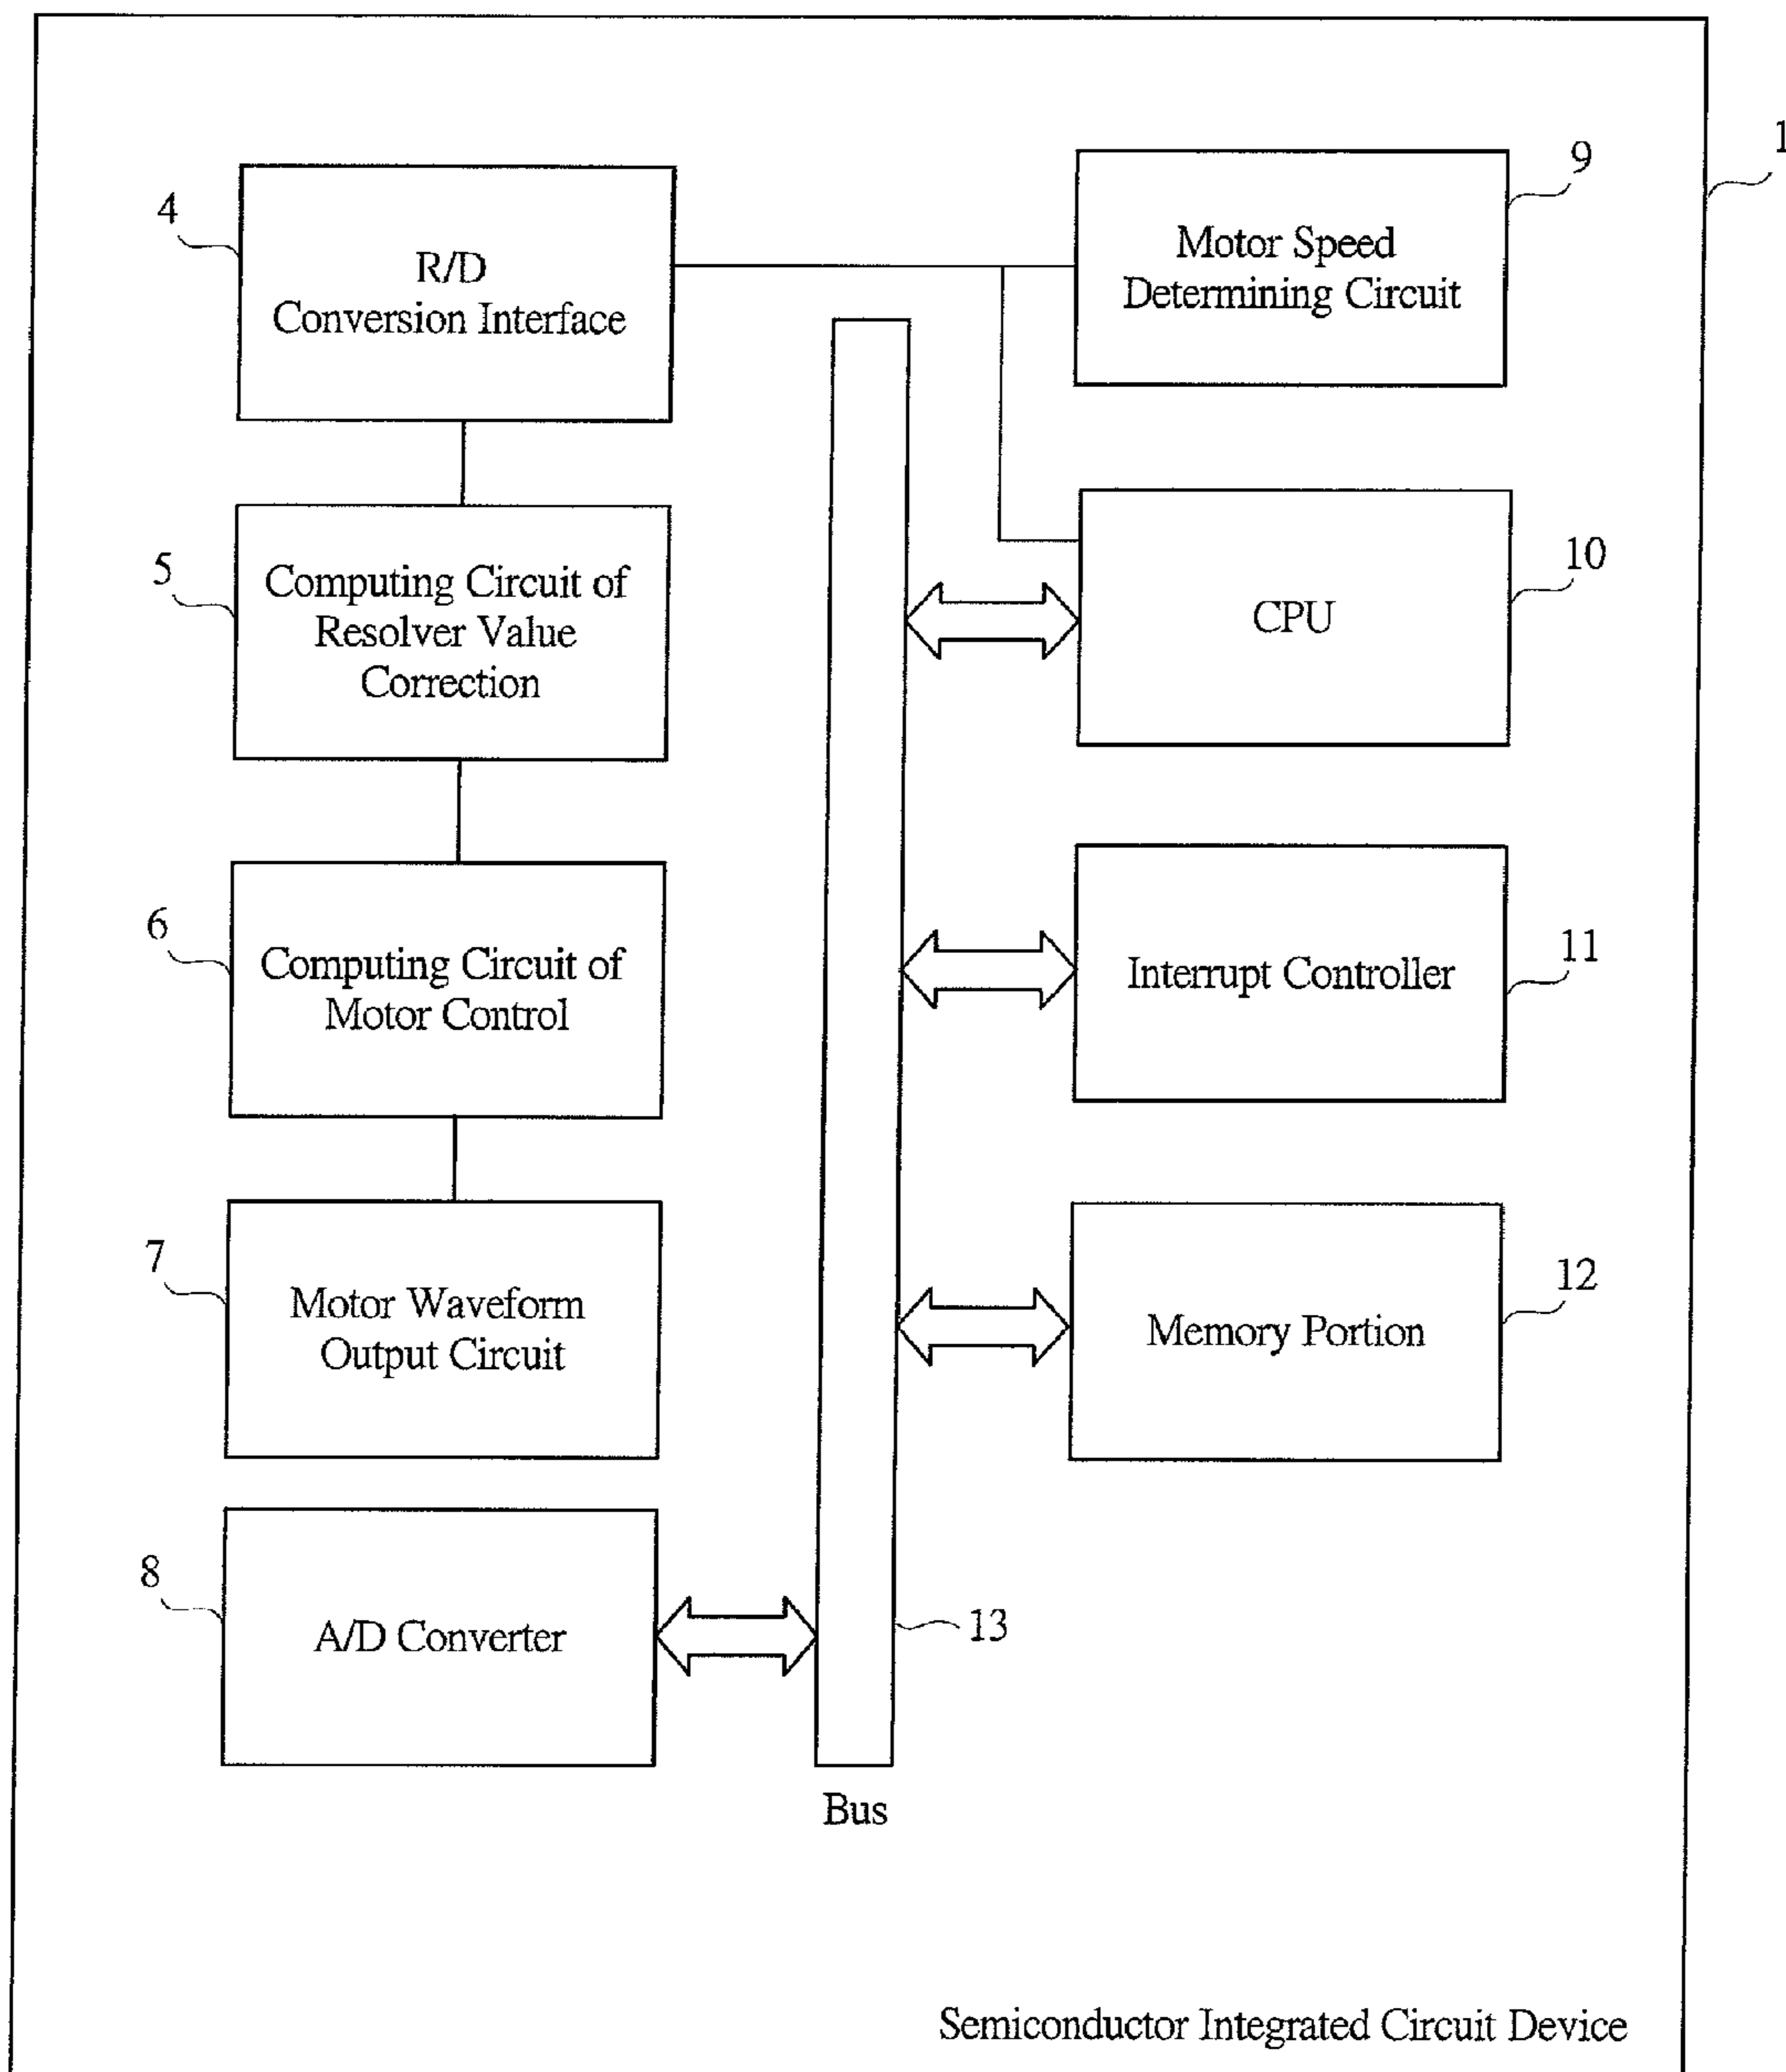 1
4
R/D
Conversion Interface
9
Motor Speed
Determining Circuit
5
Computing Circuit of
Resolver Value
Correction
10
CPU
6
Computing Circuit of
Motor Control
11
Interrupt Controller
7
Motor Waveform
Output Circuit
12
Memory Portion
8
A/D Converter
13
Bus
Semiconductor Integrated Circuit Device